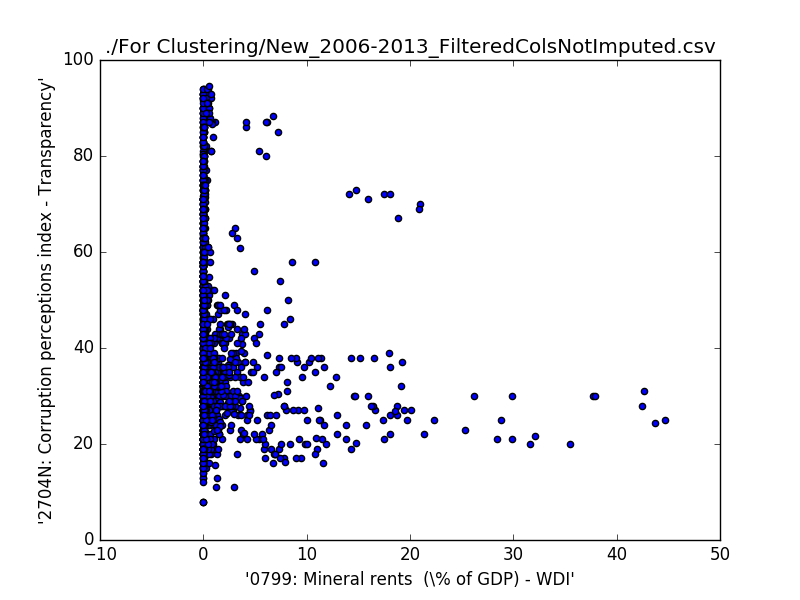 ./For Clustering/New_2006-2013_FilteredColsNotImputed.csv
100
80
60
40
20
0
'2704N: Corruption perceptions index - Transparency'
−10 0 10 20 30 40 50
'0799: Mineral rents  (\% of GDP) - WDI'